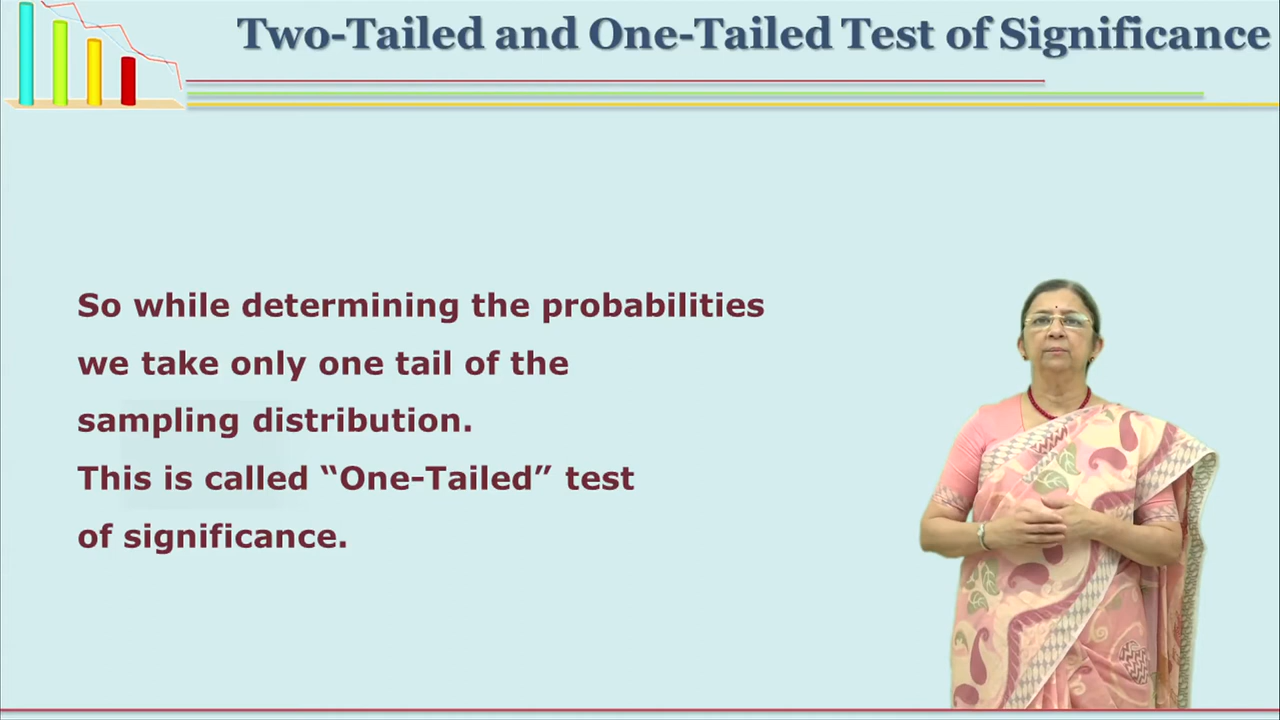 Two-Tailed and One-Tailed Test of Significance
So while determining the probabilities
we take only one tail of the
sampling distribution.
This is called “One-Tailed” test
of significance.